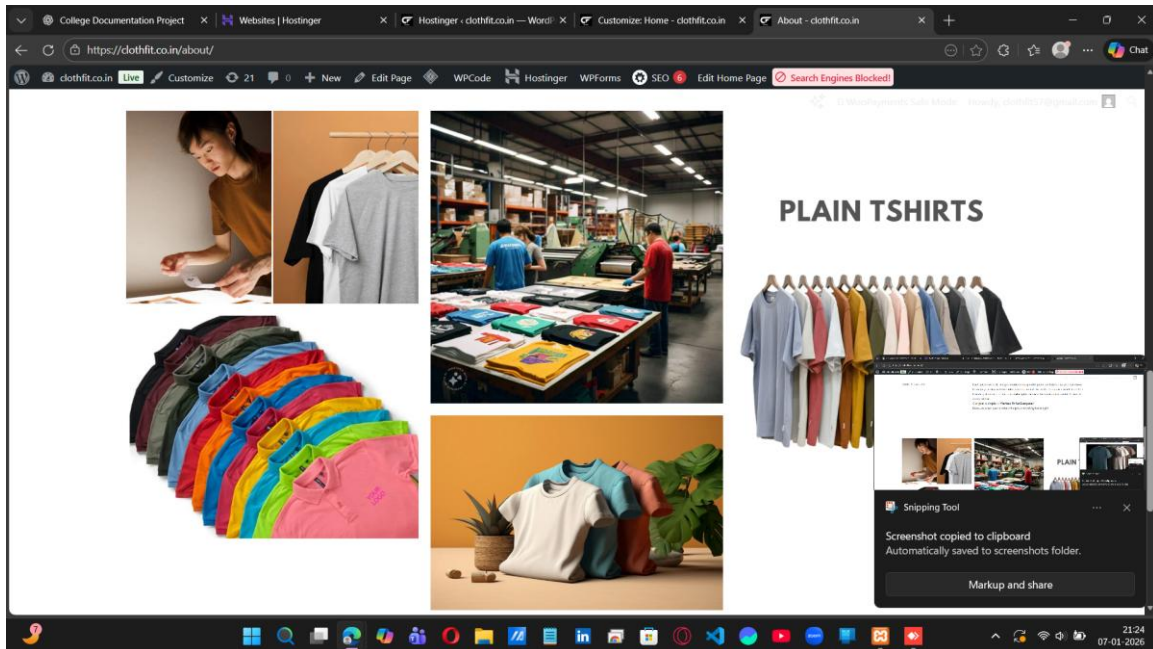 College Documentation Project
Websites | Hostinger
Hostinger ‹ clothfit.co.in — WordP
Customize: Home - clothfit.co.in
About - clothfit.co.in
https://clothfit.co.in/about/
Chat
clothfit.co.in Live Customize 21 0 New Edit Page WPCode Hostinger WPForms SEO 6 Edit Home Page Search Engines Blocked!
PLAIN TSHIRTS
PLAIN T
Snipping Tool
Screenshot copied to clipboard
Automatically saved to screenshots folder.
Markup and share
7
21:24
07-01-2026